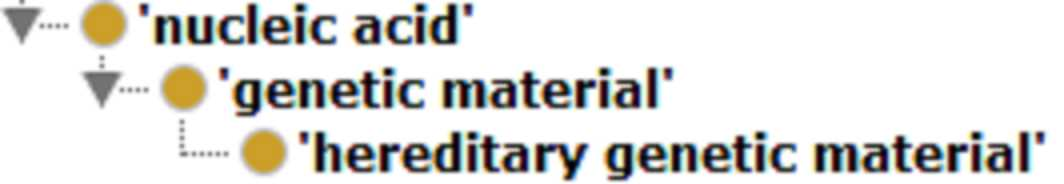 'nucleic acid'
'genetic material'
'hereditary genetic material'